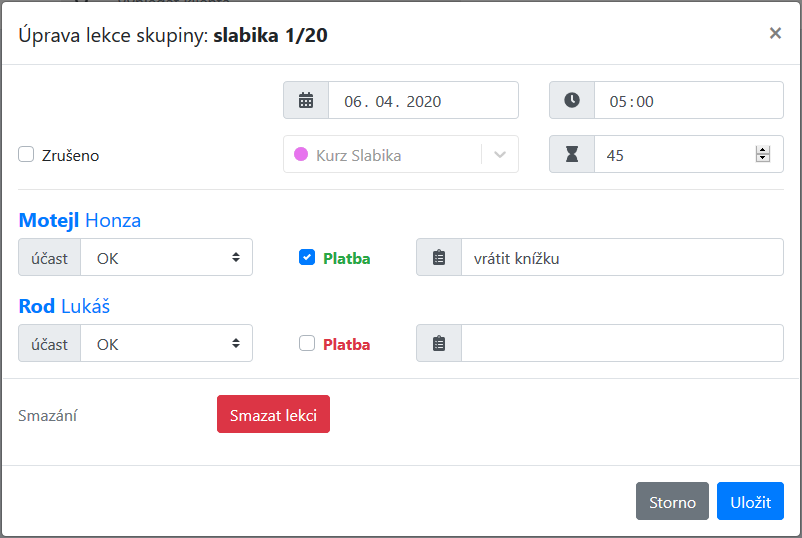 Úprava lekce skupiny: slabika 1/20 ×
06. 04. 2020 05:00
Zrušeno Kurz Slabika 45
Motejl Honza
účast OK Platba vrátit knížku
Rod Lukáš
účast OK Platba
Smazání Smazat lekci
Storno Uložit